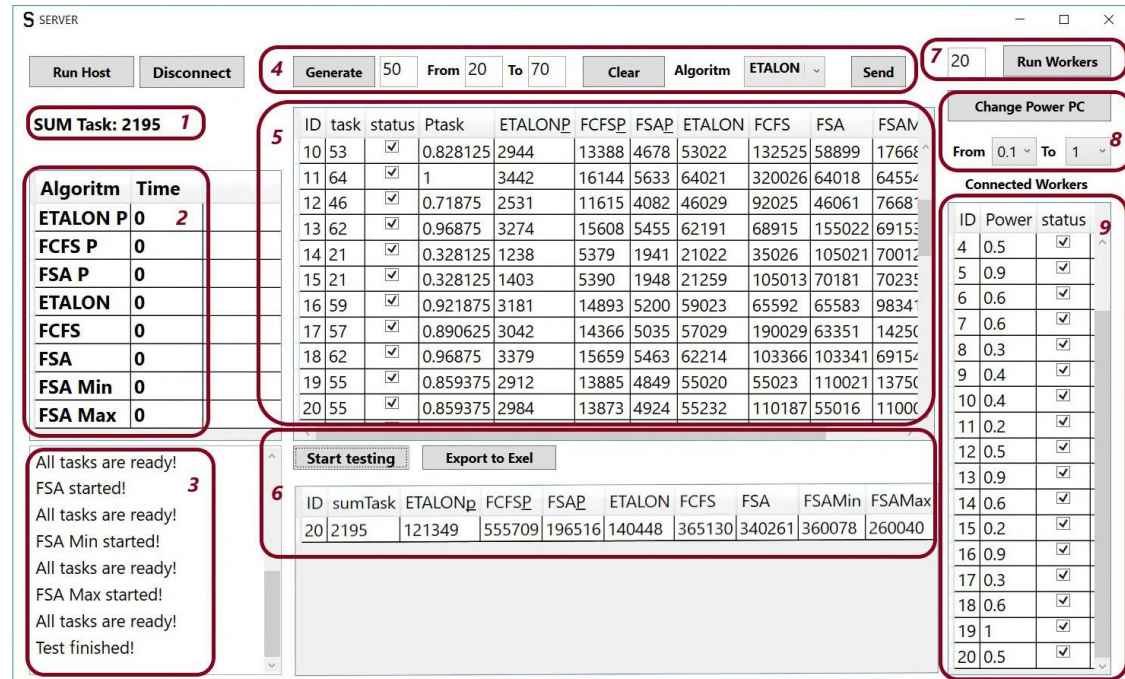 S SERVER
Run Host Disconnect
4 Generate 50 From 20 To 70 Clear Algoritm ETALON Send
7 20 Run Workers
SUM Task: 2195 1
Algoritm Time
ETALON P 0 2
FCFS P 0
FSA P 0
ETALON 0
FCFS 0
FSA 0
FSA Min 0
FSA Max 0
All tasks are ready!
FSA started! 3
All tasks are ready!
FSA Min started!
All tasks are ready!
FSA Max started!
All tasks are ready!
Test finished!
5
ID task status Ptask ETALONP FCFSP FSAP ETALON FCFS FSA FSAM
10 53 0.828125 2944 13388 4678 53022 132525 58899 17668
11 64 1 3442 16144 5633 64021 320026 64018 64554
12 46 0.71875 2531 11615 4082 46029 92025 46061 76687
13 62 0.96875 3274 15608 5455 62191 68915 155022 69153
14 21 0.328125 1238 5379 1941 21022 35026 105021 70012
15 21 0.328125 1403 5390 1948 21259 105013 70181 70235
16 59 0.921875 3181 14893 5200 59023 65592 65583 98341
17 57 0.890625 3042 14366 5035 57029 190029 63351 14250
18 62 0.96875 3379 15659 5463 62214 103366 103341 69154
19 55 0.859375 2912 13885 4849 55020 55023 110021 13750
20 55 0.859375 2984 13873 4924 55232 110187 55016 11000
Start testing Export to Exel
6
ID sumTask ETALONp FCFSP FSAP ETALON FCFS FSA FSAMin FSAMax
20 2195 121349 555709 196516 140448 365130 340261 360078 260040
Change Power PC
From 0.1 To 1 8
Connected Workers
ID Power status 9
4 0.5
5 0.9
6 0.6
7 0.6
8 0.3
9 0.4
10 0.4
11 0.2
12 0.5
13 0.9
14 0.6
15 0.2
16 0.9
17 0.3
18 0.6
19 1
20 0.5